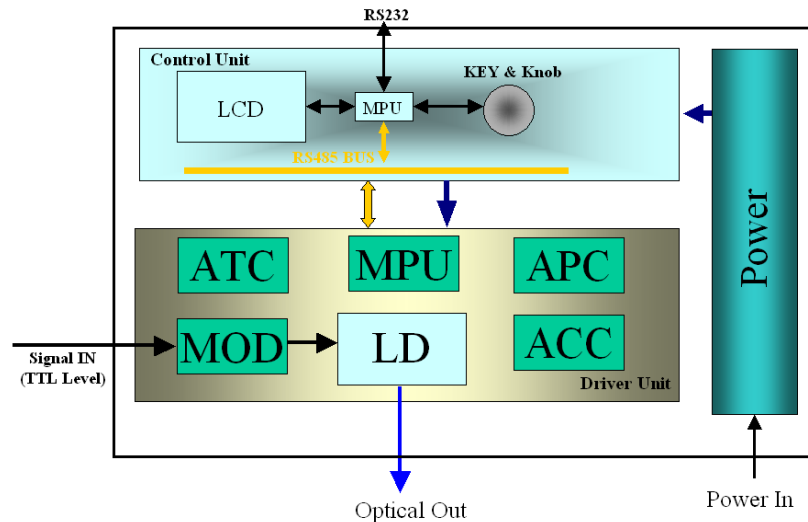 RS232
Control Unit
KEY & Knob
LCD
MPU
RS485 BUS
Power
ATC
MPU
APC
MOD
LD
ACC
Signal IN
(TTL Level)
Driver Unit
Optical Out
Power In